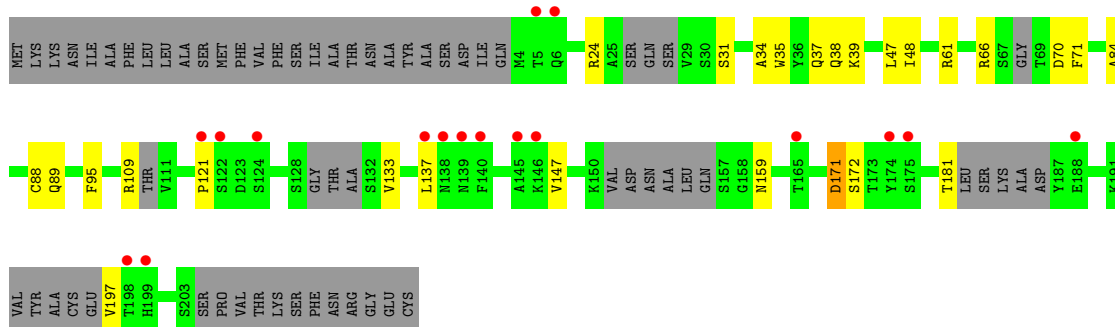 MET LYS LYS ASN ILE ALA PHE LEU LEU ALA SER MET PHE VAL PHE SER ILE ALA THR ASN ALA TYR ALA SER ASP ILE GLN M4 T5 Q6 R24 A25 SER GLN SER V29 S30 S31 A34 W35 Y36 Q37 Q38 K39 L47 I48 R61 R66 S67 GLY T69 D70 F71 A84
C88 Q89 F95 R109 THR V111 P121 S122 D123 S124 S128 GLY THR ALA S132 V133 L137 N138 N139 F140 A145 K146 V147 K150 VAL ASP ASN ALA LEU GLN S157 G158 N159 T165 D171 S172 T173 Y174 S175 T181 LEU SER LYS ALA ASP Y187 E188 K191
VAL TYR ALA CYS GLU V197 T198 H199 S203 SER PRO VAL THR LYS SER PHE ASN ARG GLY GLU CYS